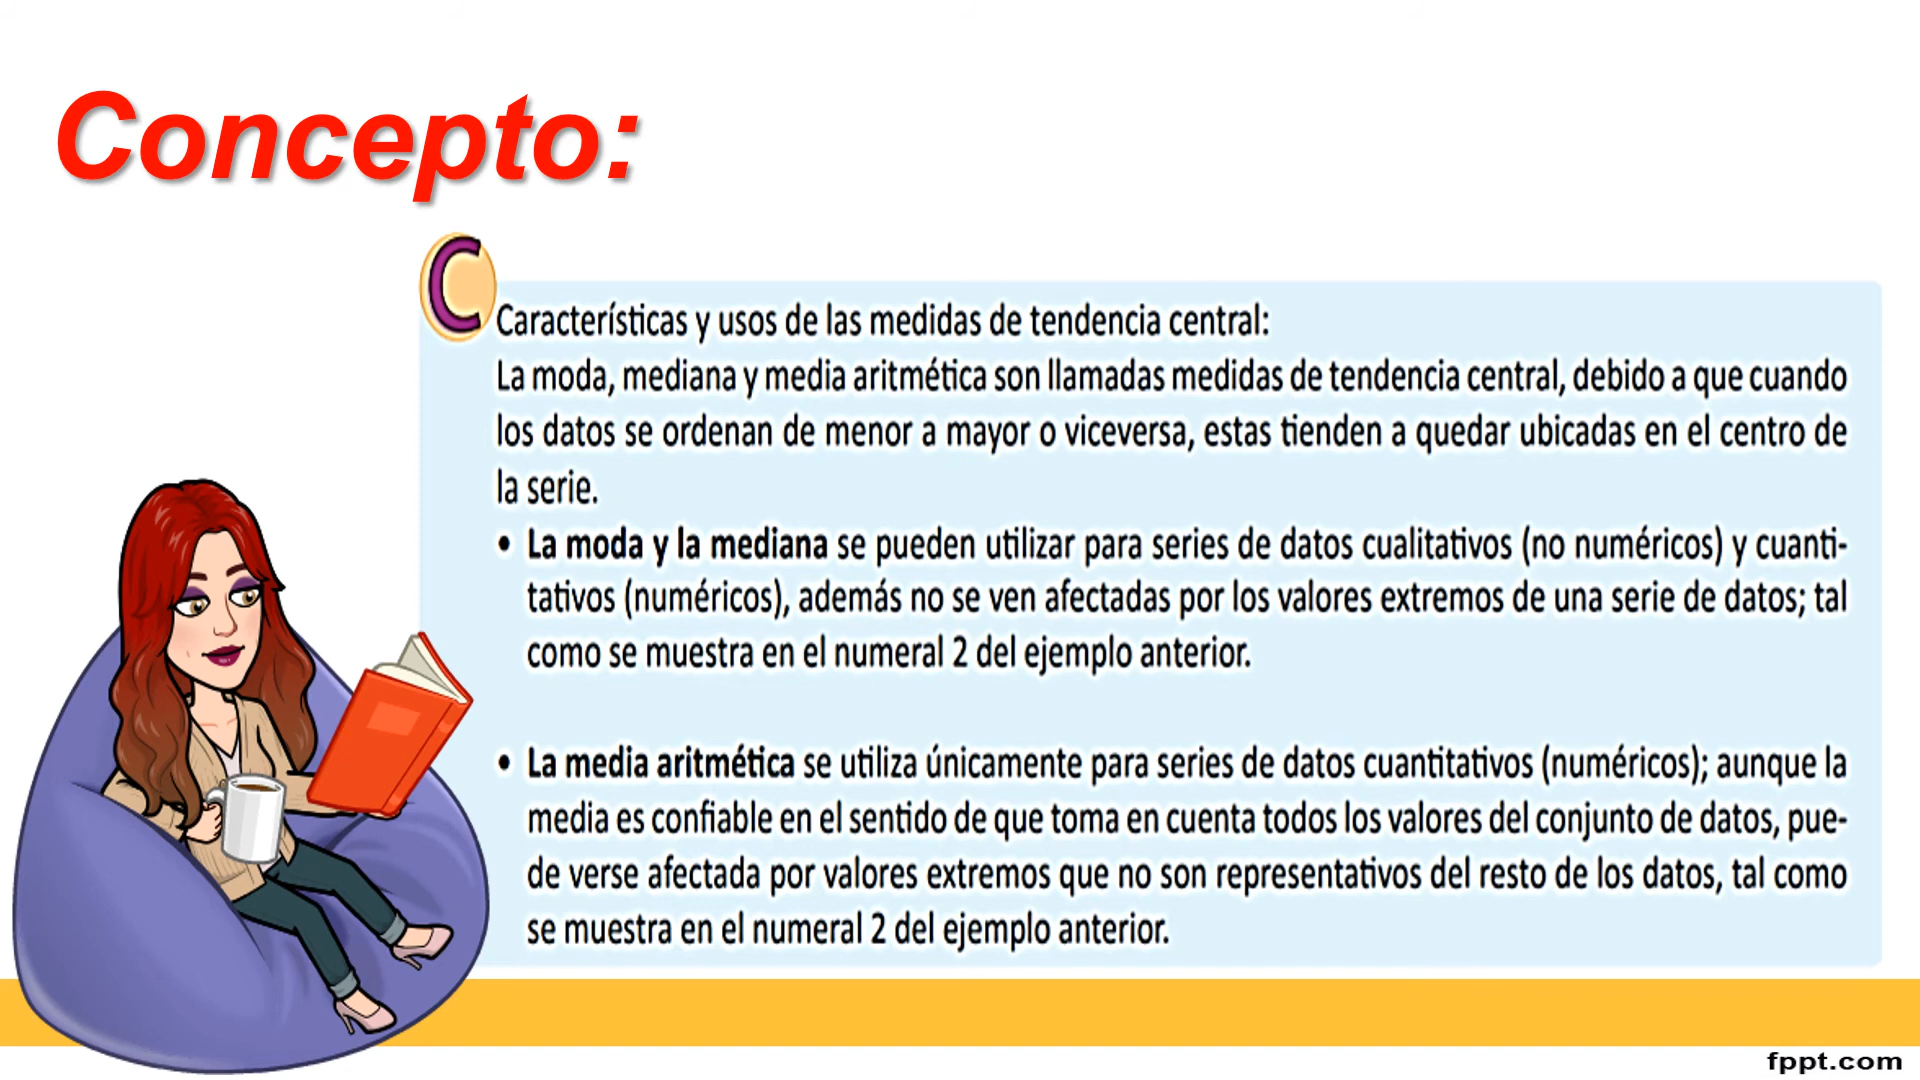 Concepto:
C
Características y usos de las medidas de tendencia central:
La moda, mediana y media aritmética son llamadas medidas de tendencia central, debido a que cuando
los datos se ordenan de menor a mayor o viceversa, estas tienden a quedar ubicadas en el centro de
la serie.
• La moda y la mediana se pueden utilizar para series de datos cualitativos (no numéricos) y cuanti-
tativos (numéricos), además no se ven afectadas por los valores extremos de una serie de datos; tal
como se muestra en el numeral 2 del ejemplo anterior.
• La media aritmética se utiliza únicamente para series de datos cuantitativos (numéricos); aunque la
media es confiable en el sentido de que toma en cuenta todos los valores del conjunto de datos, pue-
de verse afectada por valores extremos que no son representativos del resto de los datos, tal como
se muestra en el numeral 2 del ejemplo anterior.
fppt.com